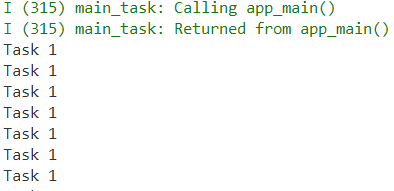 I (315) main_task: Calling app_main()
I (315) main_task: Returned from app_main()
Task 1
Task 1
Task 1
Task 1
Task 1
Task 1
Task 1